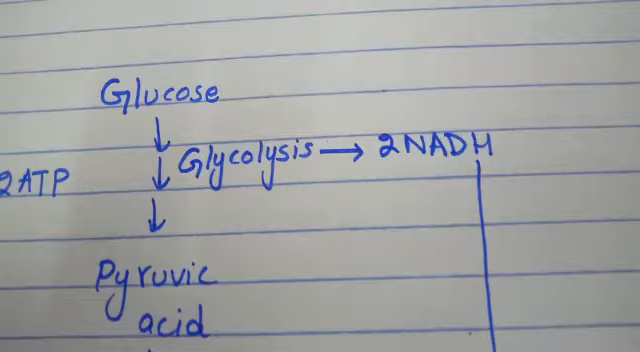 Glucose
Glycolysis → 2NADH
2ATP
Pyruvic
acid